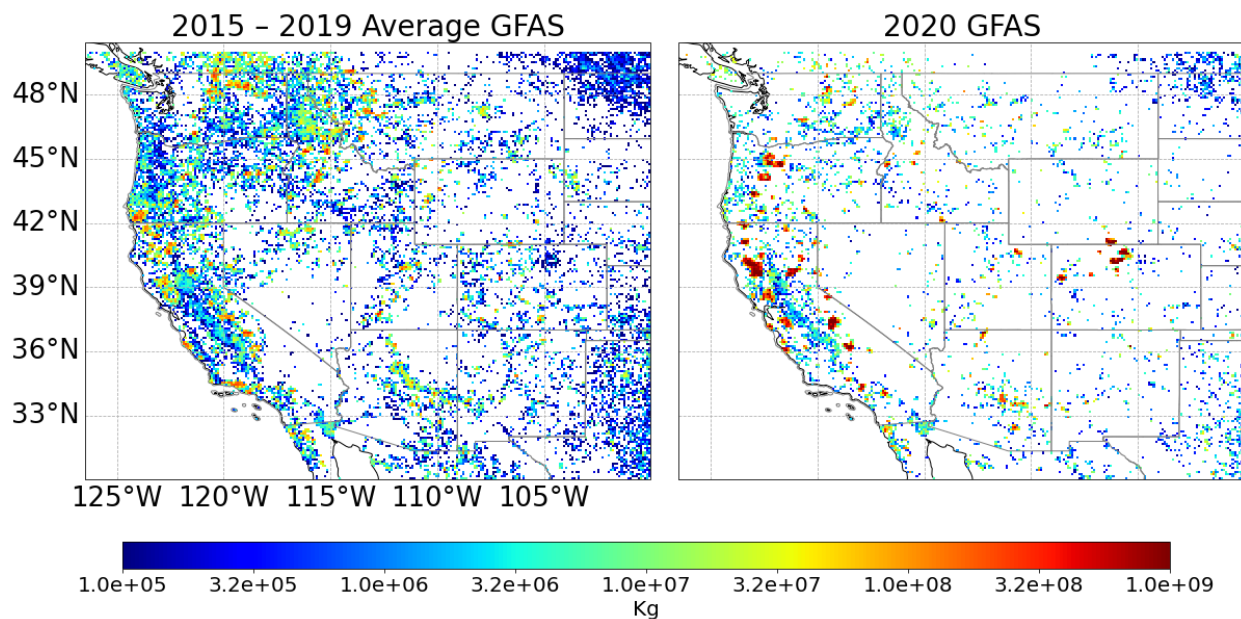 2015 – 2019 Average GFAS
2020 GFAS
48°N
45°N
42°N
39°N
36°N
33°N
125°W 120°W 115°W 110°W 105°W
1.0e+05 3.2e+05 1.0e+06 3.2e+06 1.0e+07 3.2e+07 1.0e+08 3.2e+08 1.0e+09
Kg